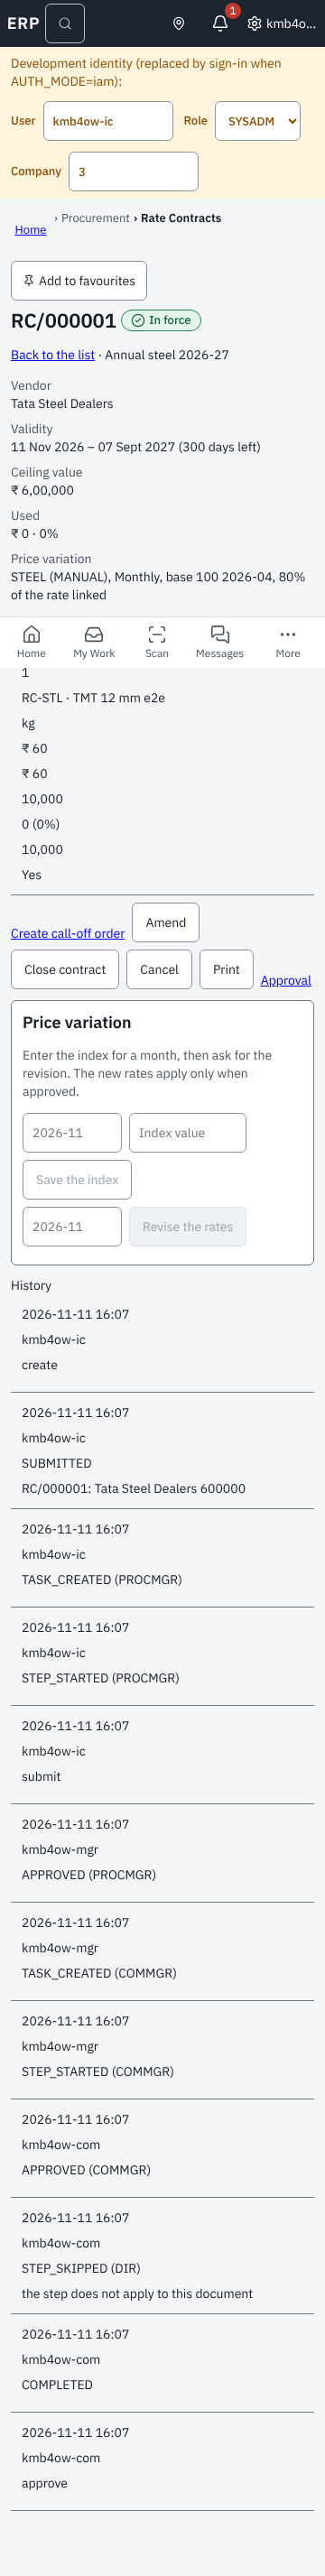 ERP
1
kmb4o...
Development identity (replaced by sign-in when
AUTH_MODE=iam):
User kmb4ow-ic Role SYSADM
Company 3
Home › Procurement › Rate Contracts
Add to favourites
RC/000001 In force
Back to the list · Annual steel 2026-27
Vendor
Tata Steel Dealers
Validity
11 Nov 2026 – 07 Sept 2027 (300 days left)
Ceiling value
₹ 6,00,000
Used
₹ 0 · 0%
Price variation
STEEL (MANUAL), Monthly, base 100 2026-04, 80%
of the rate linked
Home My Work Scan Messages More
1
RC-STL · TMT 12 mm e2e
kg
₹ 60
₹ 60
10,000
0 (0%)
10,000
Yes
Create call-off order Amend
Close contract Cancel Print Approval
Price variation
Enter the index for a month, then ask for the
revision. The new rates apply only when
approved.
2026-11 Index value
Save the index
2026-11 Revise the rates
History
2026-11-11 16:07
kmb4ow-ic
create
2026-11-11 16:07
kmb4ow-ic
SUBMITTED
RC/000001: Tata Steel Dealers 600000
2026-11-11 16:07
kmb4ow-ic
TASK_CREATED (PROCMGR)
2026-11-11 16:07
kmb4ow-ic
STEP_STARTED (PROCMGR)
2026-11-11 16:07
kmb4ow-ic
submit
2026-11-11 16:07
kmb4ow-mgr
APPROVED (PROCMGR)
2026-11-11 16:07
kmb4ow-mgr
TASK_CREATED (COMMGR)
2026-11-11 16:07
kmb4ow-mgr
STEP_STARTED (COMMGR)
2026-11-11 16:07
kmb4ow-com
APPROVED (COMMGR)
2026-11-11 16:07
kmb4ow-com
STEP_SKIPPED (DIR)
the step does not apply to this document
2026-11-11 16:07
kmb4ow-com
COMPLETED
2026-11-11 16:07
kmb4ow-com
approve